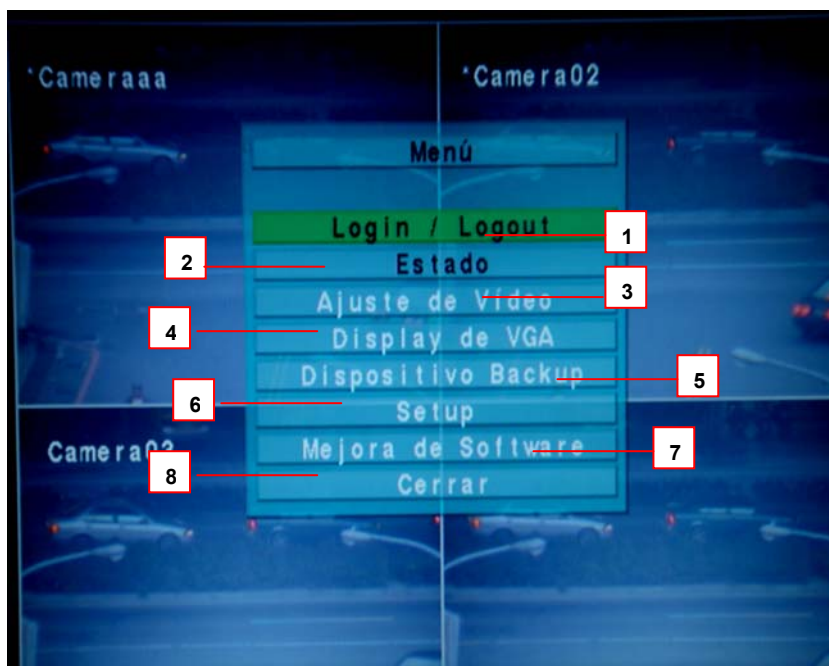 *Cameraaa
*Camera02
Menú
Login / Logout
1
2
Estado
Ajuste de Vídeo
3
4
Display de VGA
Dispositivo Backup
5
6
Setup
Camera03
Mejora de Software
7
8
Cerrar